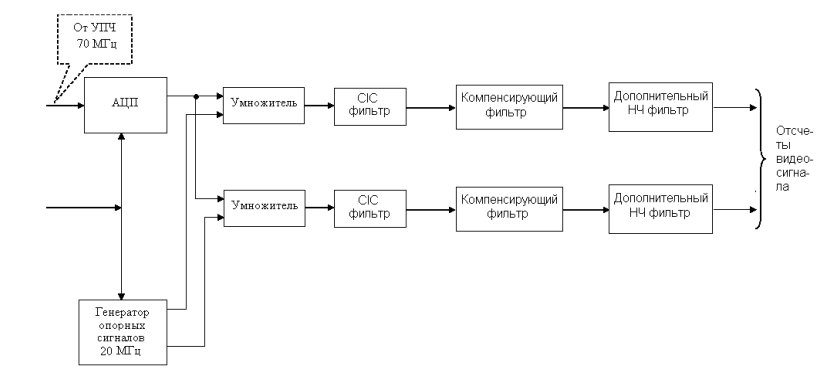 От УПЧ
70 МГц
АЦП
Умножитель
CIC
фильтр
Компенсирующий
фильтр
Дополнительный
НЧ фильтр
Отсче-
ты
видео-
сигна-
ла
Умножитель
CIC
фильтр
Компенсирующий
фильтр
Дополнительный
НЧ фильтр
Генератор
опорных
сигналов
20 МГц